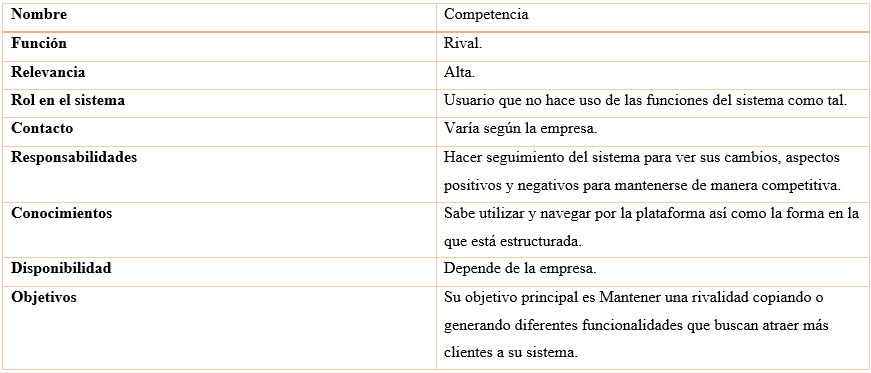 Nombre Competencia
Función Rival.
Relevancia Alta.
Rol en el sistema Usuario que no hace uso de las funciones del sistema como tal.
Contacto Varía según la empresa.
Responsabilidades Hacer seguimiento del sistema para ver sus cambios, aspectos
positivos y negativos para mantenerse de manera competitiva.
Conocimientos Sabe utilizar y navegar por la plataforma así como la forma en la
que está estructurada.
Disponibilidad Depende de la empresa.
Objetivos Su objetivo principal es Mantener una rivalidad copiando o
generando diferentes funcionalidades que buscan atraer más
clientes a su sistema.